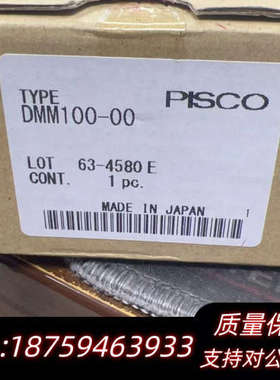 TYPE PISCO
DMM100-00
LOT 63-4580 E
CONT. 1 pc.
MADE IN JAPAN 1
质量保
:18759463933 支持对公